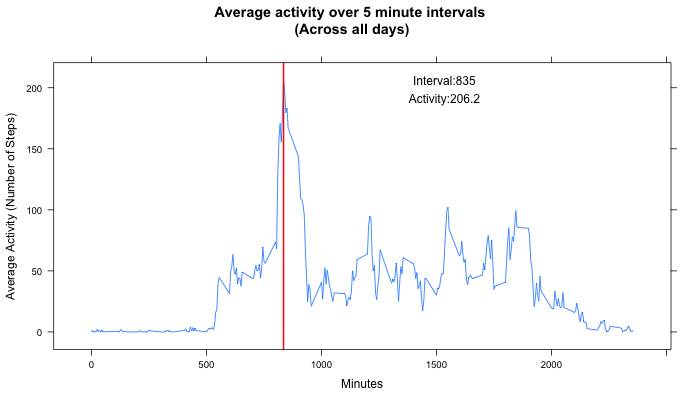 Average activity over 5 minute intervals
(Across all days)
Interval:835
Activity:206.2
Average Activity (Number of Steps)
200
150
100
50
0
0 500 1000 1500 2000
Minutes